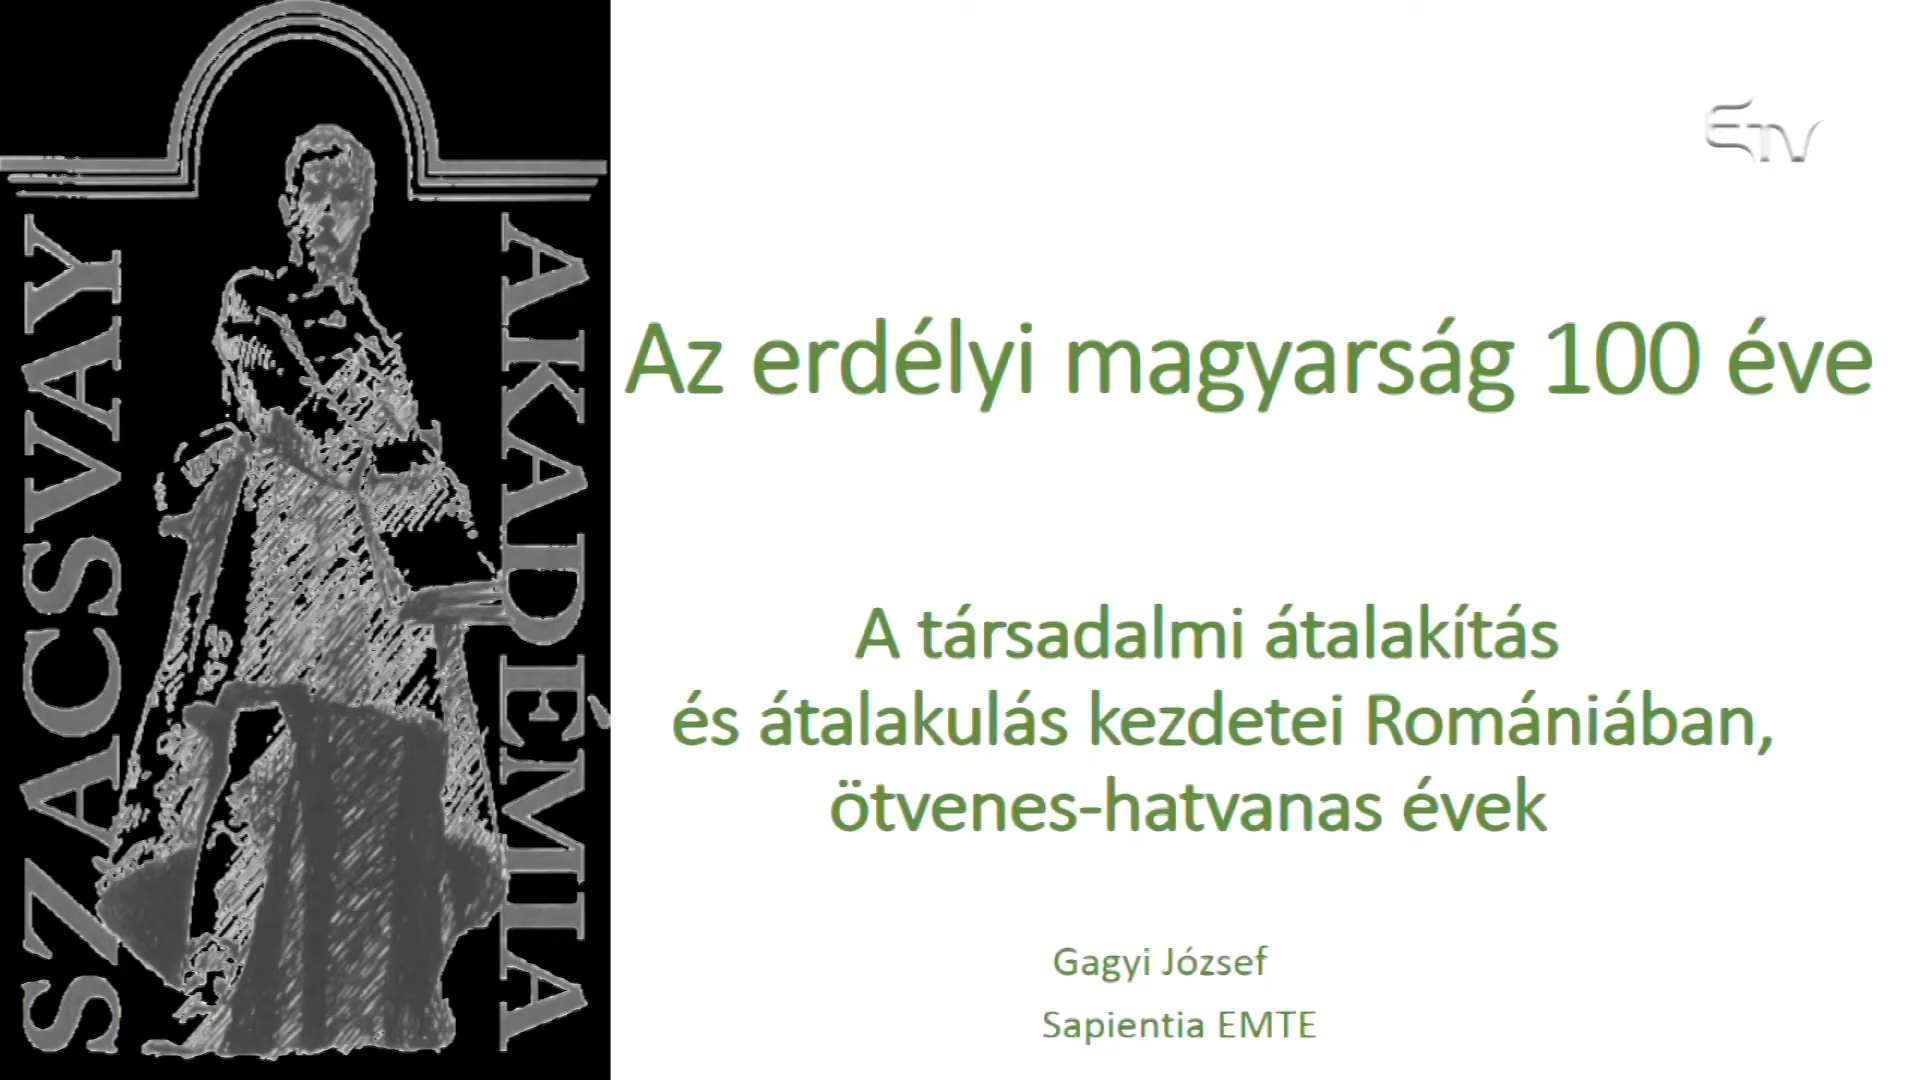 SZACSVAY
AKADÉMIA
ETV
Az erdélyi magyarság 100 éve
A társadalmi átalakítás
és átalakulás kezdetei Romániában,
ötvenes-hatvanas évek
Gagyi József
Sapientia EMTE